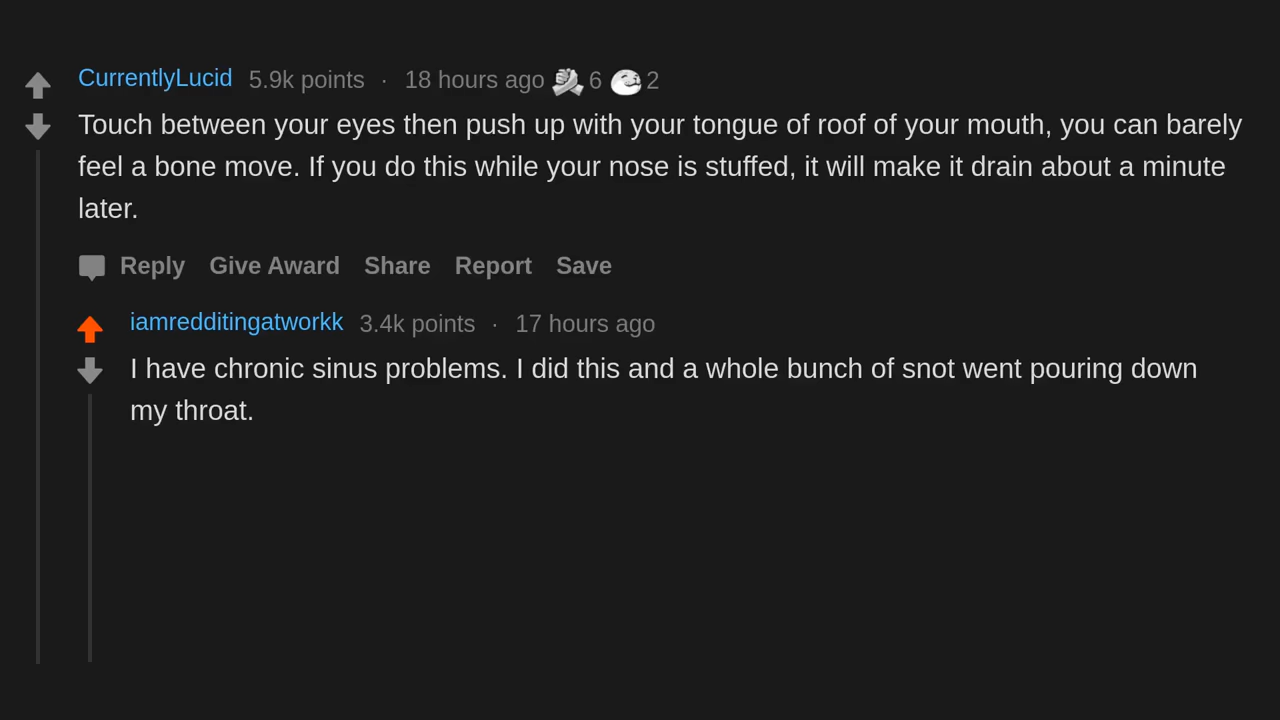 CurrentlyLucid 5.9k points · 18 hours ago 6 2
Touch between your eyes then push up with your tongue of roof of your mouth, you can barely
feel a bone move. If you do this while your nose is stuffed, it will make it drain about a minute
later.
Reply Give Award Share Report Save
iamredditingatworkk 3.4k points · 17 hours ago
I have chronic sinus problems. I did this and a whole bunch of snot went pouring down
my throat.